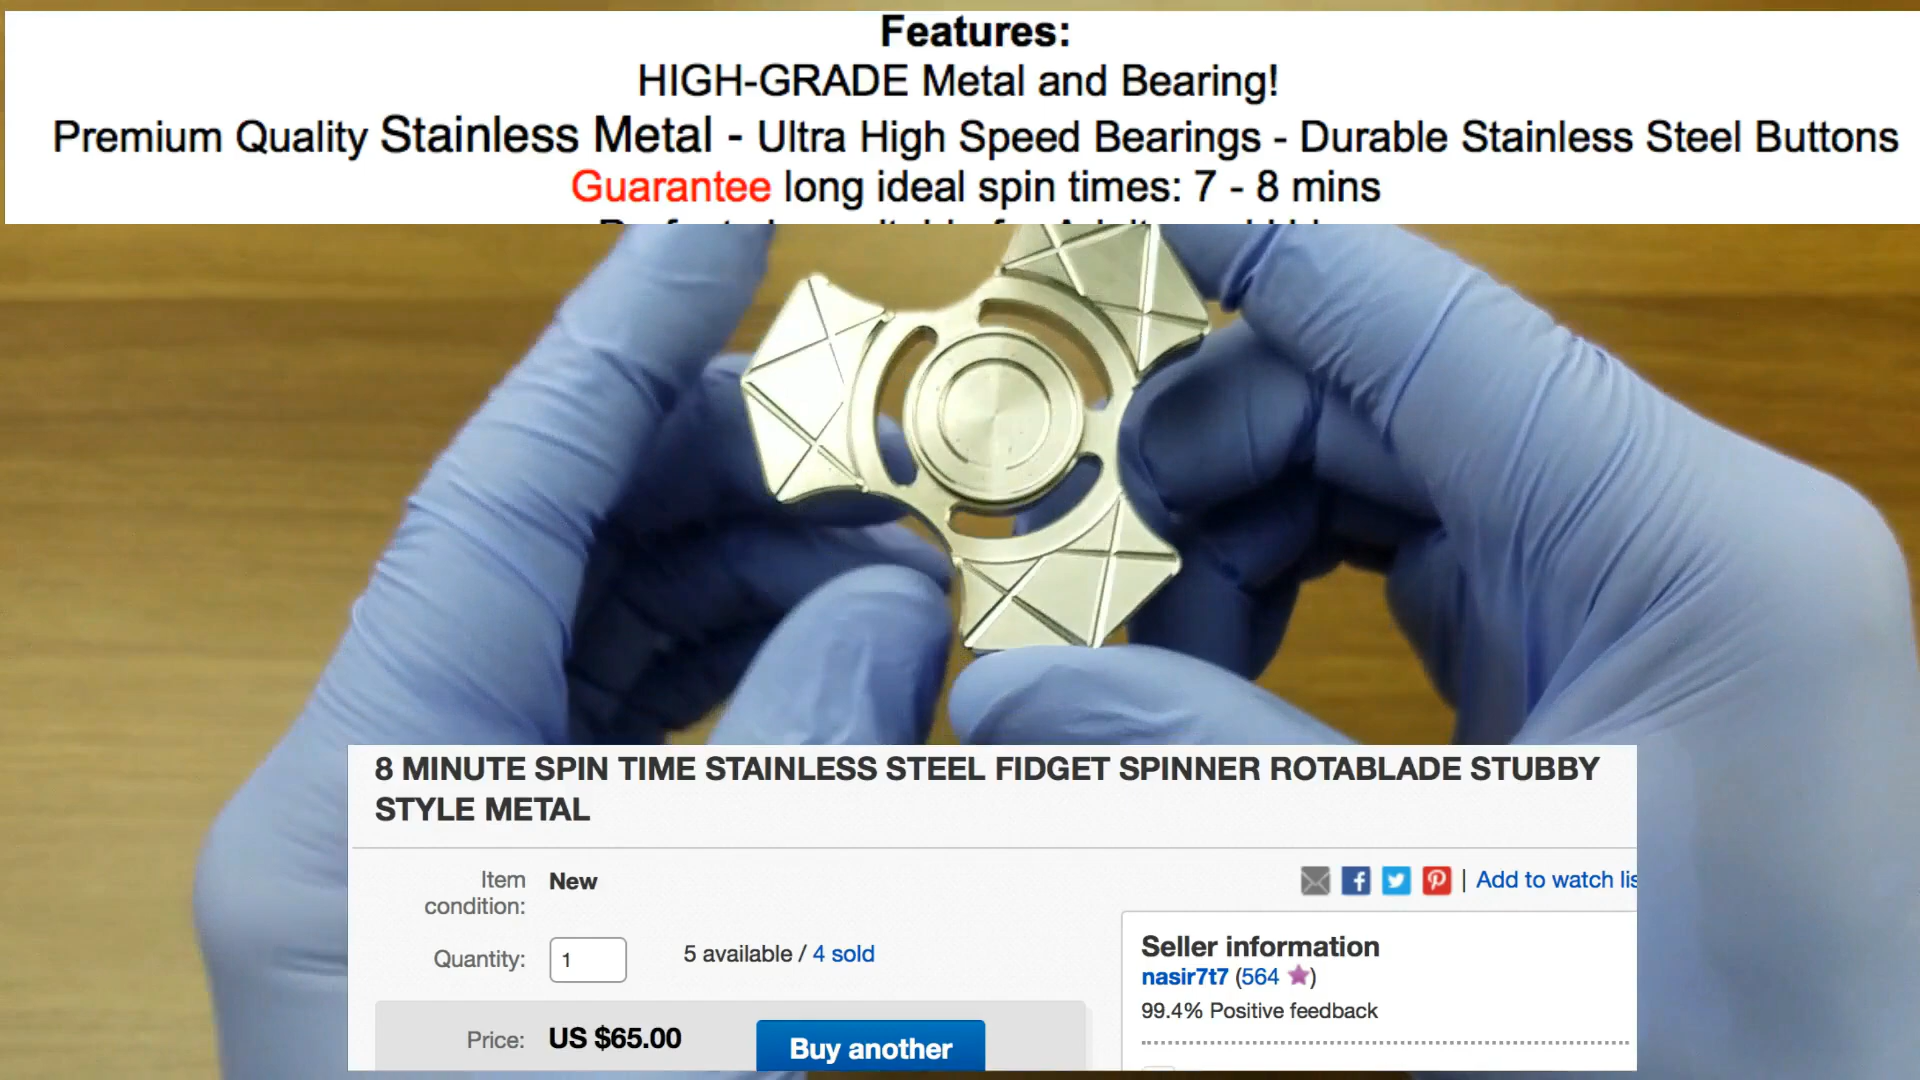 Features:
HIGH-GRADE Metal and Bearing!
Premium Quality Stainless Metal - Ultra High Speed Bearings - Durable Stainless Steel Buttons
Guarantee long ideal spin times: 7 - 8 mins
8 MINUTE SPIN TIME STAINLESS STEEL FIDGET SPINNER ROTABLADE STUBBY
STYLE METAL
Item condition: New
Add to watch lis
Quantity: 1 5 available / 4 sold
Seller information
nasir7t7 (564)
99.4% Positive feedback
Price: US $65.00 Buy another